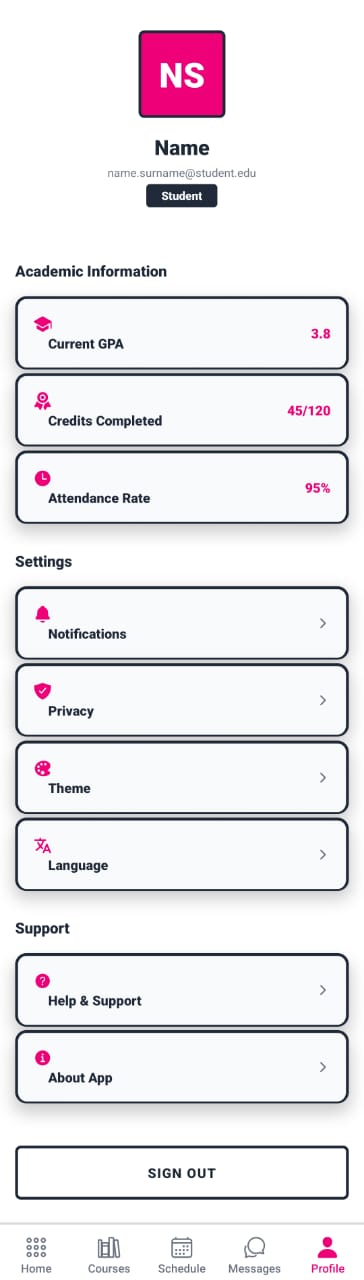 NS
Name
name.surname@student.edu
Student
Academic Information
Current GPA
3.8
Credits Completed
45/120
Attendance Rate
95%
Settings
Notifications
Privacy
Theme
Language
Support
Help & Support
About App
SIGN OUT
Home Courses Schedule Messages Profile